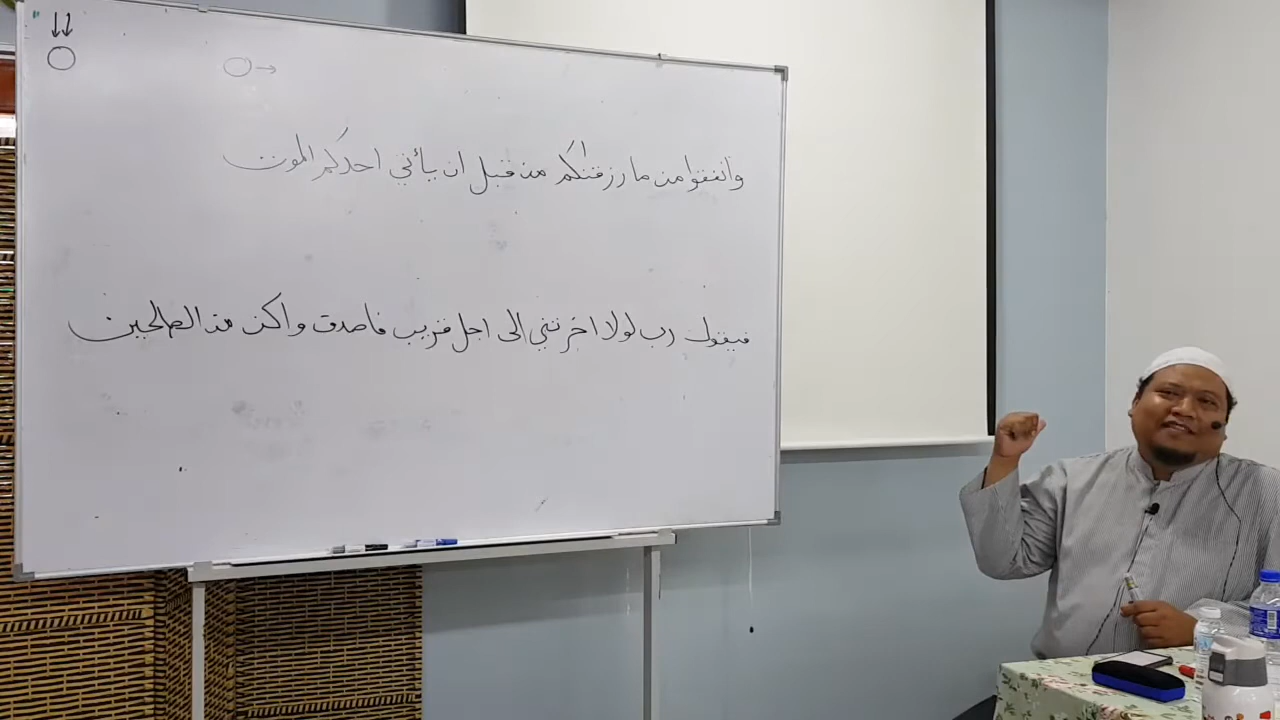 وانفقوا من ما رزقنكم من قبل ان يأتي احدكم الموت
فيقول رب لولا اخرتني الى اجل قريب فاصدق واكن من الصالحين